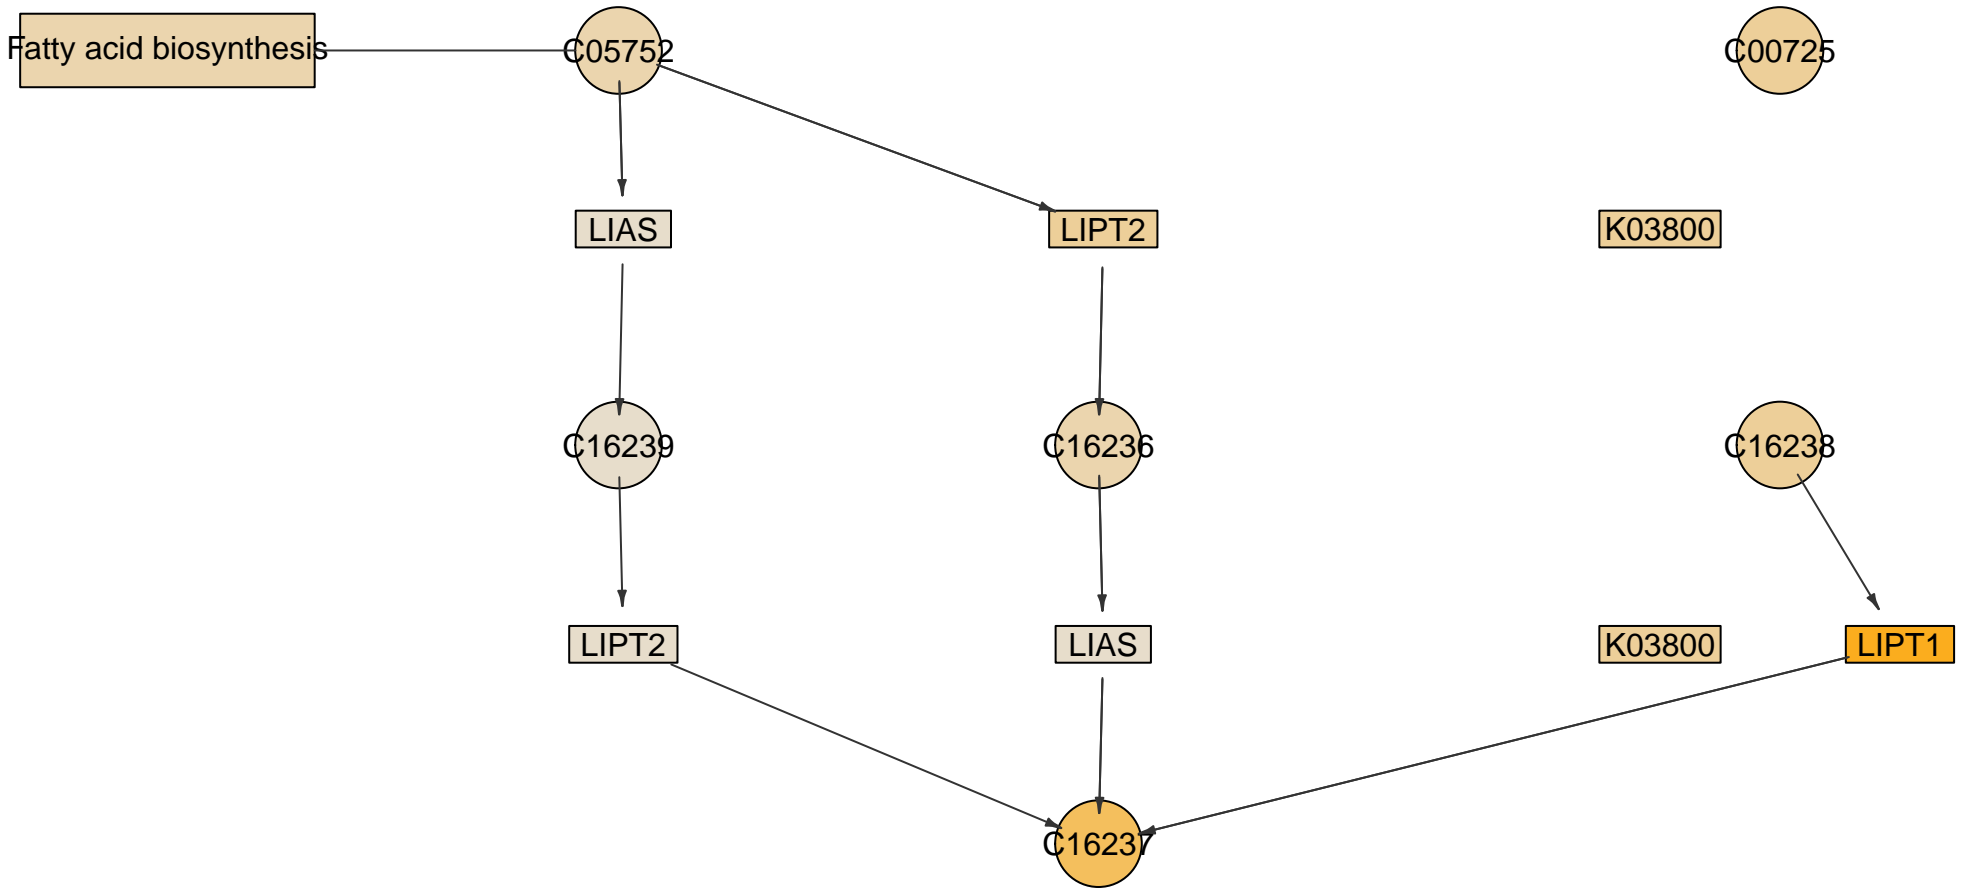 Fatty acid biosynthesis
C05752
C00725
LIAS
LIPT2
K03800
C16239
C16236
C16238
LIPT2
LIAS
K03800
LIPT1
C16237